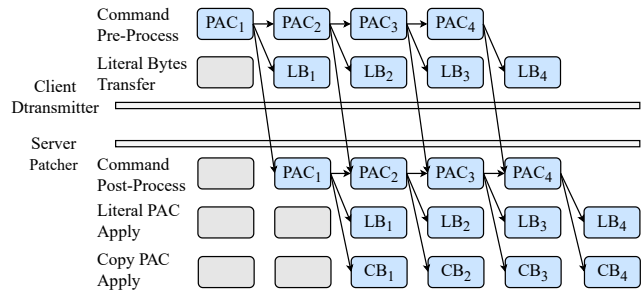 Command
Pre-Process
PAC1 PAC2 PAC3 PAC4
Literal Bytes
Transfer
LB1 LB2 LB3 LB4
Client
Dtransmitter
Server
Patcher
Command
Post-Process
PAC1 PAC2 PAC3 PAC4
Literal PAC
Apply
LB1 LB2 LB3 LB4
Copy PAC
Apply
CB1 CB2 CB3 CB4